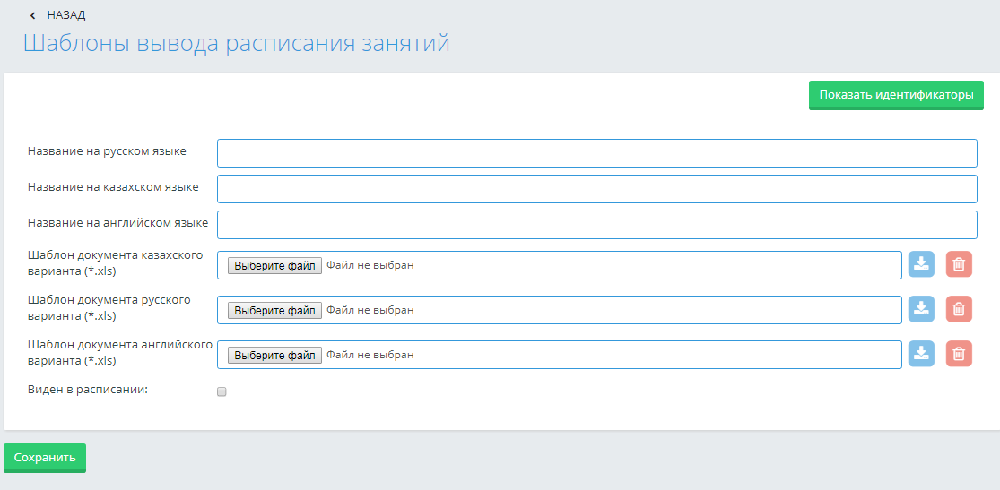 НАЗАД
Шаблоны вывода расписания занятий
Показать идентификаторы
Название на русском языке
Название на казахском языке
Название на английском языке
Шаблон документа казахского
варианта (*.xls)
Выберите файл Файл не выбран
Шаблон документа русского
варианта (*.xls)
Выберите файл Файл не выбран
Шаблон документа английского
варианта (*.xls)
Выберите файл Файл не выбран
Виден в расписании:
Сохранить